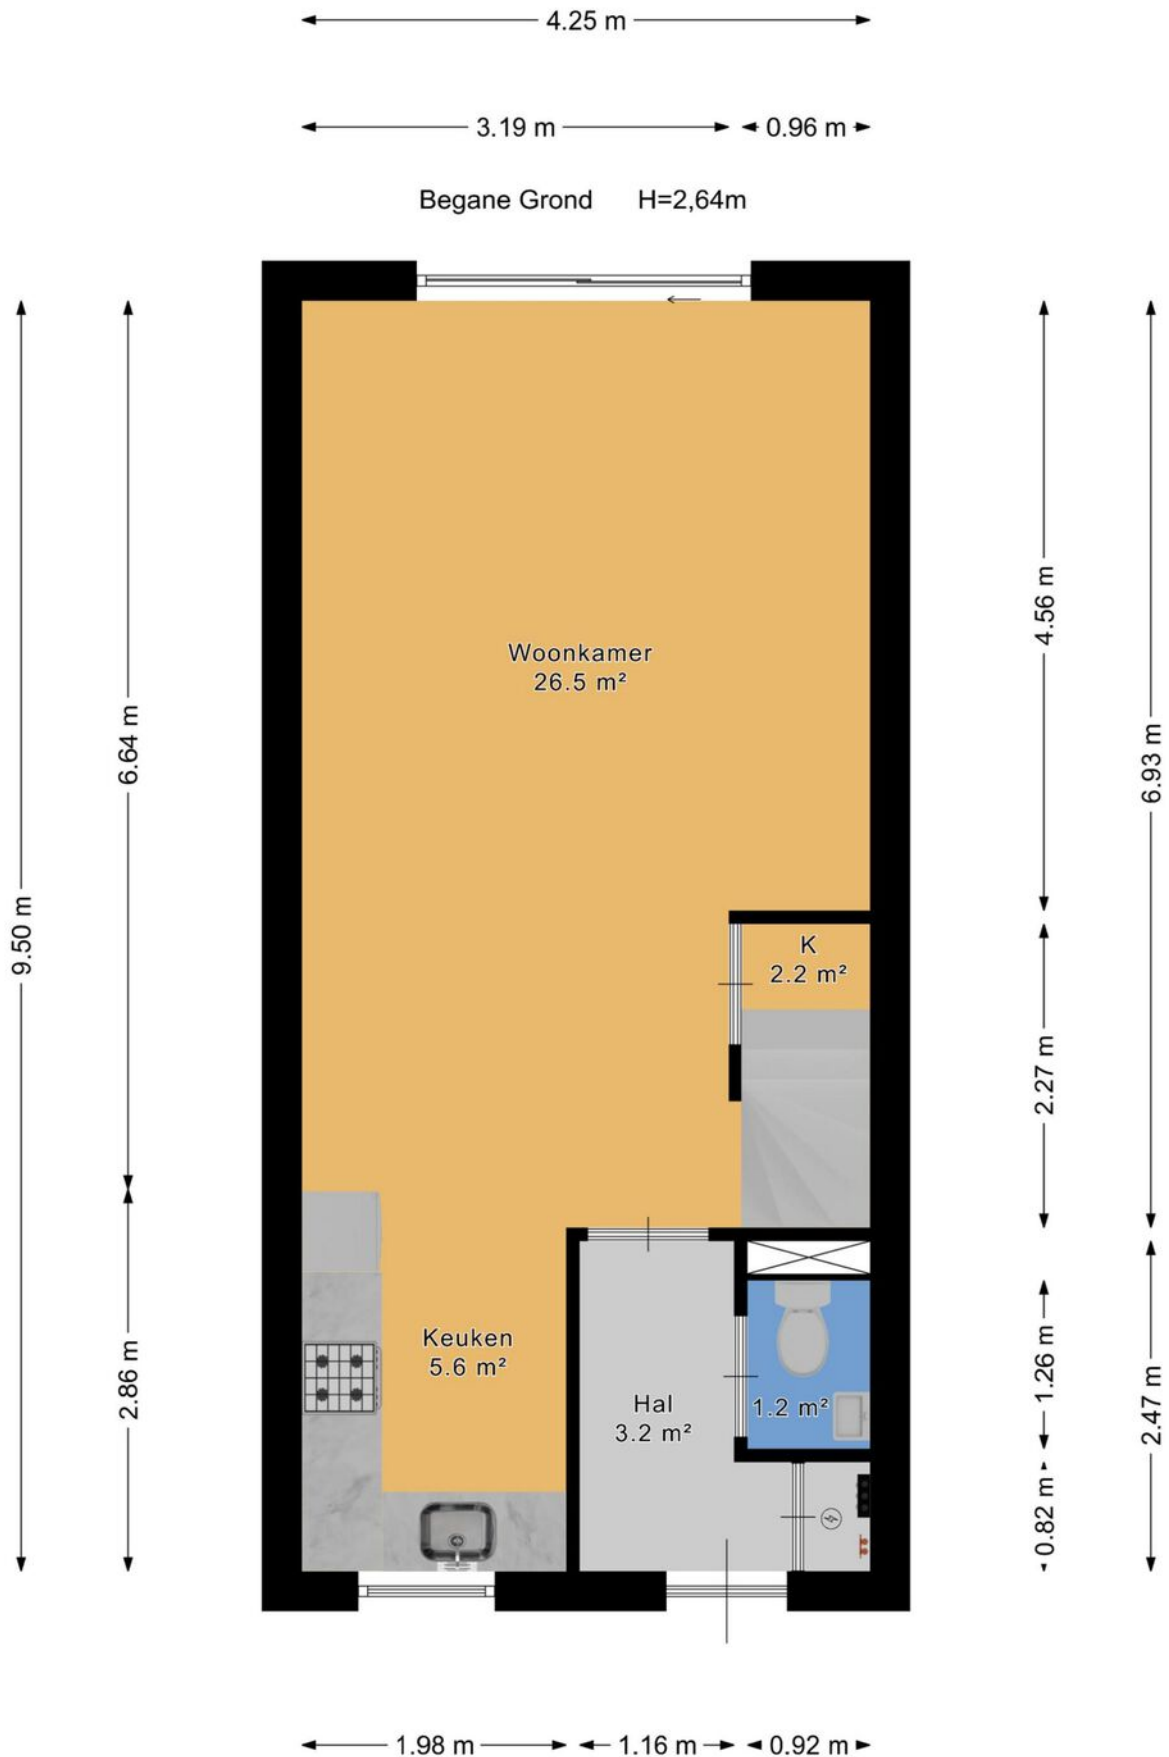 4.25 m
3.19 m
0.96 m
Begane Grond H=2,64m
9.50 m
6.64 m
2.86 m
4.56 m
2.27 m
1.26 m
0.82 m
6.93 m
2.47 m
Woonkamer
26.5 m²
K
2.2 m²
Keuken
5.6 m²
Hal
3.2 m²
1.2 m²
1.98 m
1.16 m
0.92 m